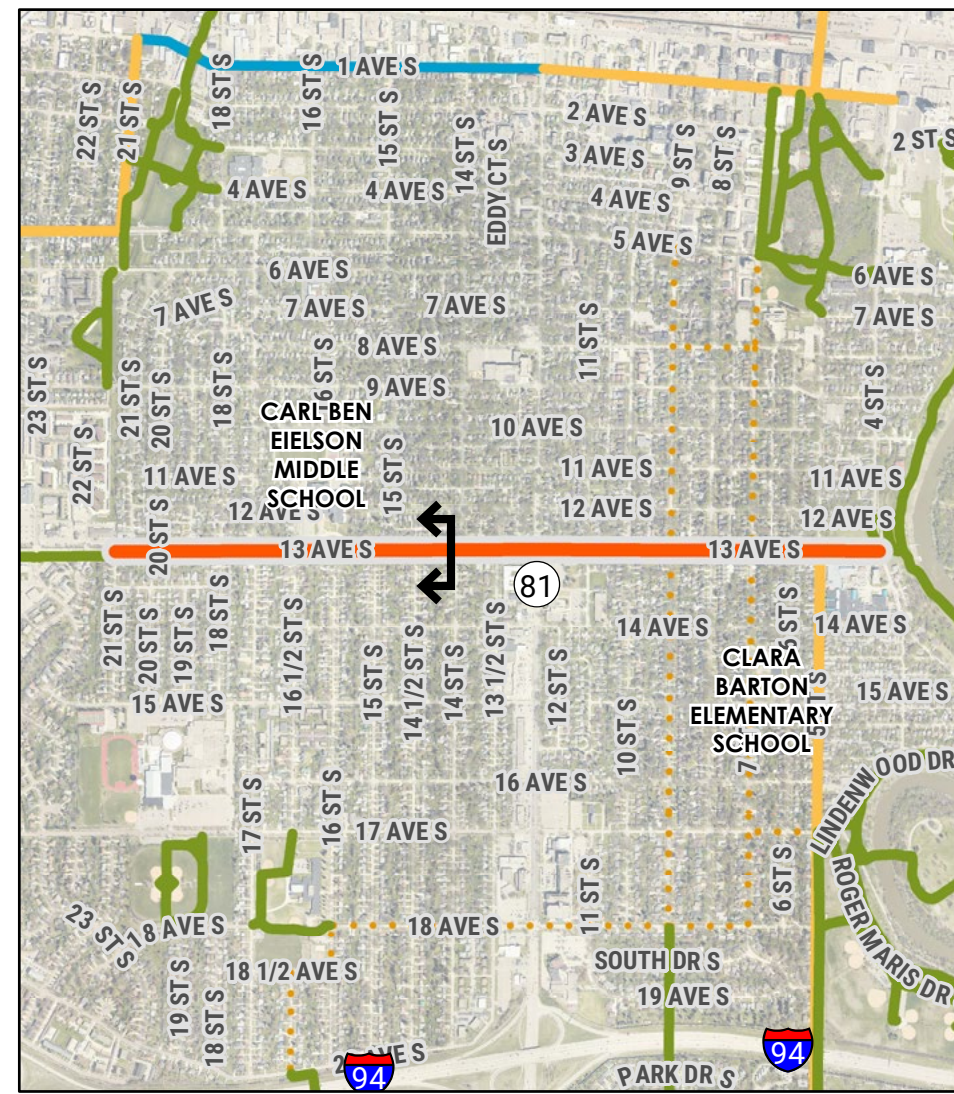 1 AVE S
22 ST S
21 ST S
18 ST S
16 ST S
15 ST S
14 ST S
EDDY CT S
2 AVE S
3 AVE S
9 ST S
8 ST S
2 ST S
4 AVE S
4 AVE S
4 AVE S
5 AVE S
6 AVE S
6 AVE S
7 AVE S
7 AVE S
7 AVE S
7 AVE S
8 AVE S
9 AVE S
11 ST S
23 ST S
21 ST S
20 ST S
18 ST S
6 ST S
4 ST S
CARL BEN
EIELSON
MIDDLE
SCHOOL
10 AVE S
22 ST S
11 AVE S
15 ST S
11 AVE S
11 AVE S
12 AVE S
12 AVE S
12 AVE S
20 ST S
13 AVE S
13 AVE S
81
21 ST S
20 ST S
19 ST S
18 ST S
16 1/2 ST S
15 ST S
14 1/2 ST S
14 ST S
13 1/2 ST S
12 ST S
14 AVE S
14 AVE S
CLARA
BARTON
ELEMENTARY
SCHOOL
5 ST S
15 AVE S
15 AVE S
10 ST S
16 AVE S
LINDENWOOD DR
17 ST S
16 ST S
17 AVE S
11 ST S
6 ST S
ROGER MARIS DR
23 ST S
18 AVE S
18 AVE S
18 1/2 AVE S
SOUTH DR S
19 AVE S
19 ST S
18 ST S
AVE S
94
94
PARK DR S